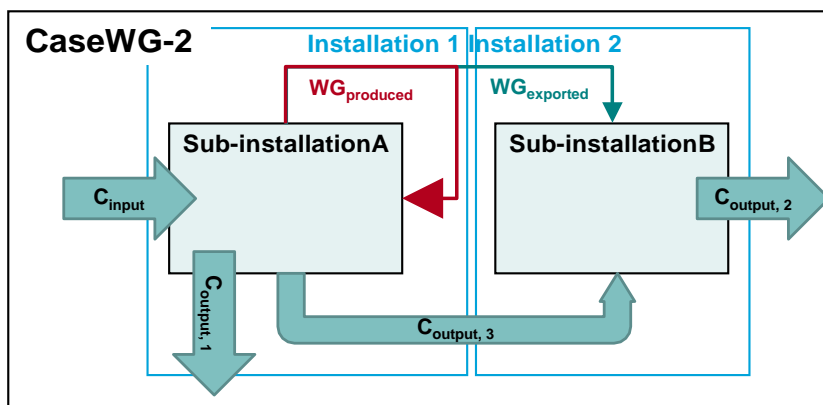 CaseWG-2
Installation 1 Installation 2
WGproduced
WGexported
Sub-installationA
Sub-installationB
Cinput
Coutput, 2
Coutput, 1
Coutput, 3